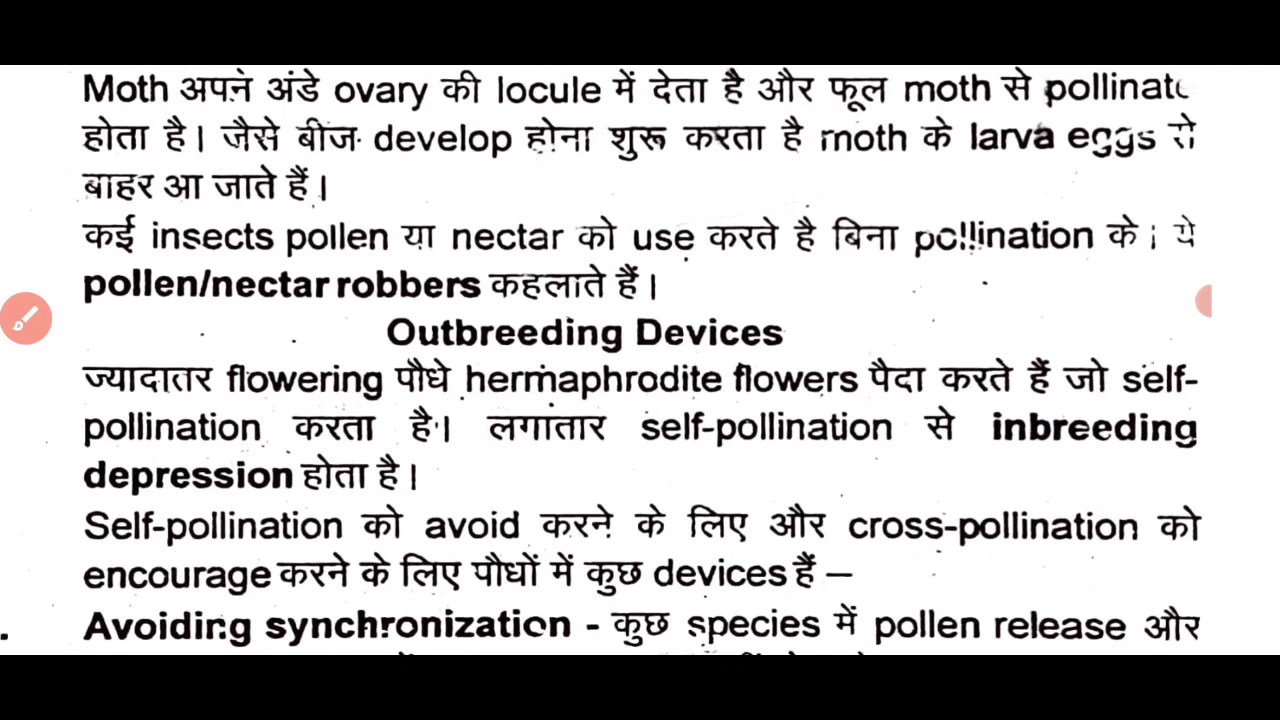 Moth अपने अंडे ovary की locule में देता है और फूल moth से pollinate
होता है। जैसे बीज develop होना शुरू करता है moth के larva eggs से
बाहर आ जाते हैं।
कई insects pollen या nectar को use करते है बिना pollination के। ये
pollen/nectar robbers कहलाते हैं।
Outbreeding Devices
ज्यादातर flowering पौधे hermaphrodite flowers पैदा करते हैं जो self-
pollination करता है। लगातार self-pollination से inbreeding
depression होता है।
Self-pollination को avoid करने के लिए और cross-pollination को
encourage करने के लिए पौधों में कुछ devices हैं –
Avoiding synchronization - कुछ species में pollen release और